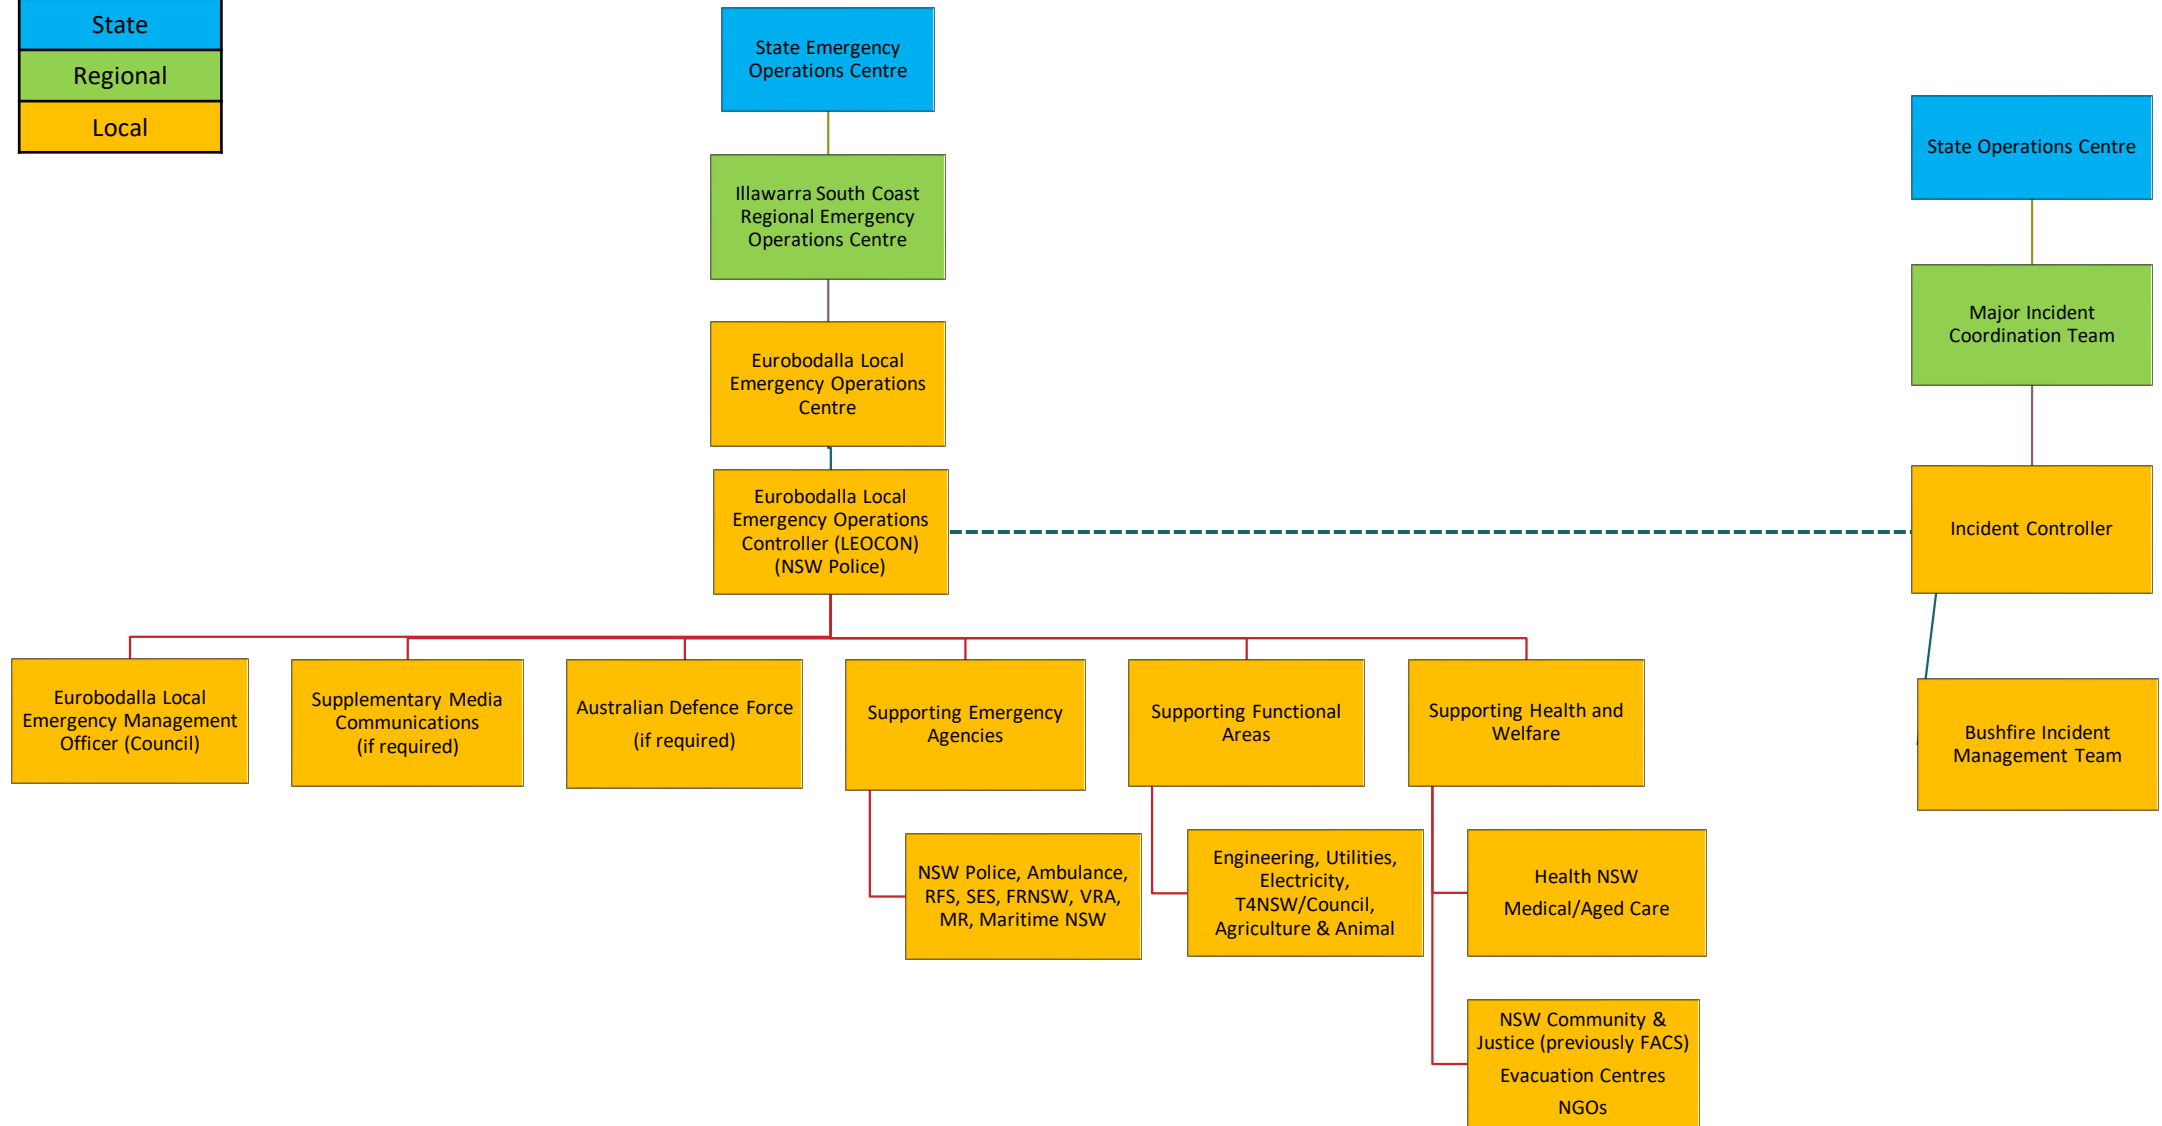 State
Regional
Local
State Emergency
Operations Centre
Illawarra South Coast
Regional Emergency
Operations Centre
Eurobodalla Local
Emergency Operations
Centre
Eurobodalla Local
Emergency Operations
Controller (LEOCON)
(NSW Police)
State Operations Centre
Major Incident
Coordination Team
Incident Controller
Eurobodalla Local
Emergency Management
Officer (Council)
Supplementary Media
Communications
(if required)
Australian Defence Force
(if required)
Supporting Emergency
Agencies
Supporting Functional
Areas
Supporting Health and
Welfare
Bushfire Incident
Management Team
NSW Police, Ambulance,
RFS, SES, FRNSW, VRA,
MR, Maritime NSW
Engineering, Utilities,
Electricity,
T4NSW/Council,
Agriculture & Animal
Health NSW
Medical/Aged Care
NSW Community &
Justice (previously FACS)
Evacuation Centres
NGOs